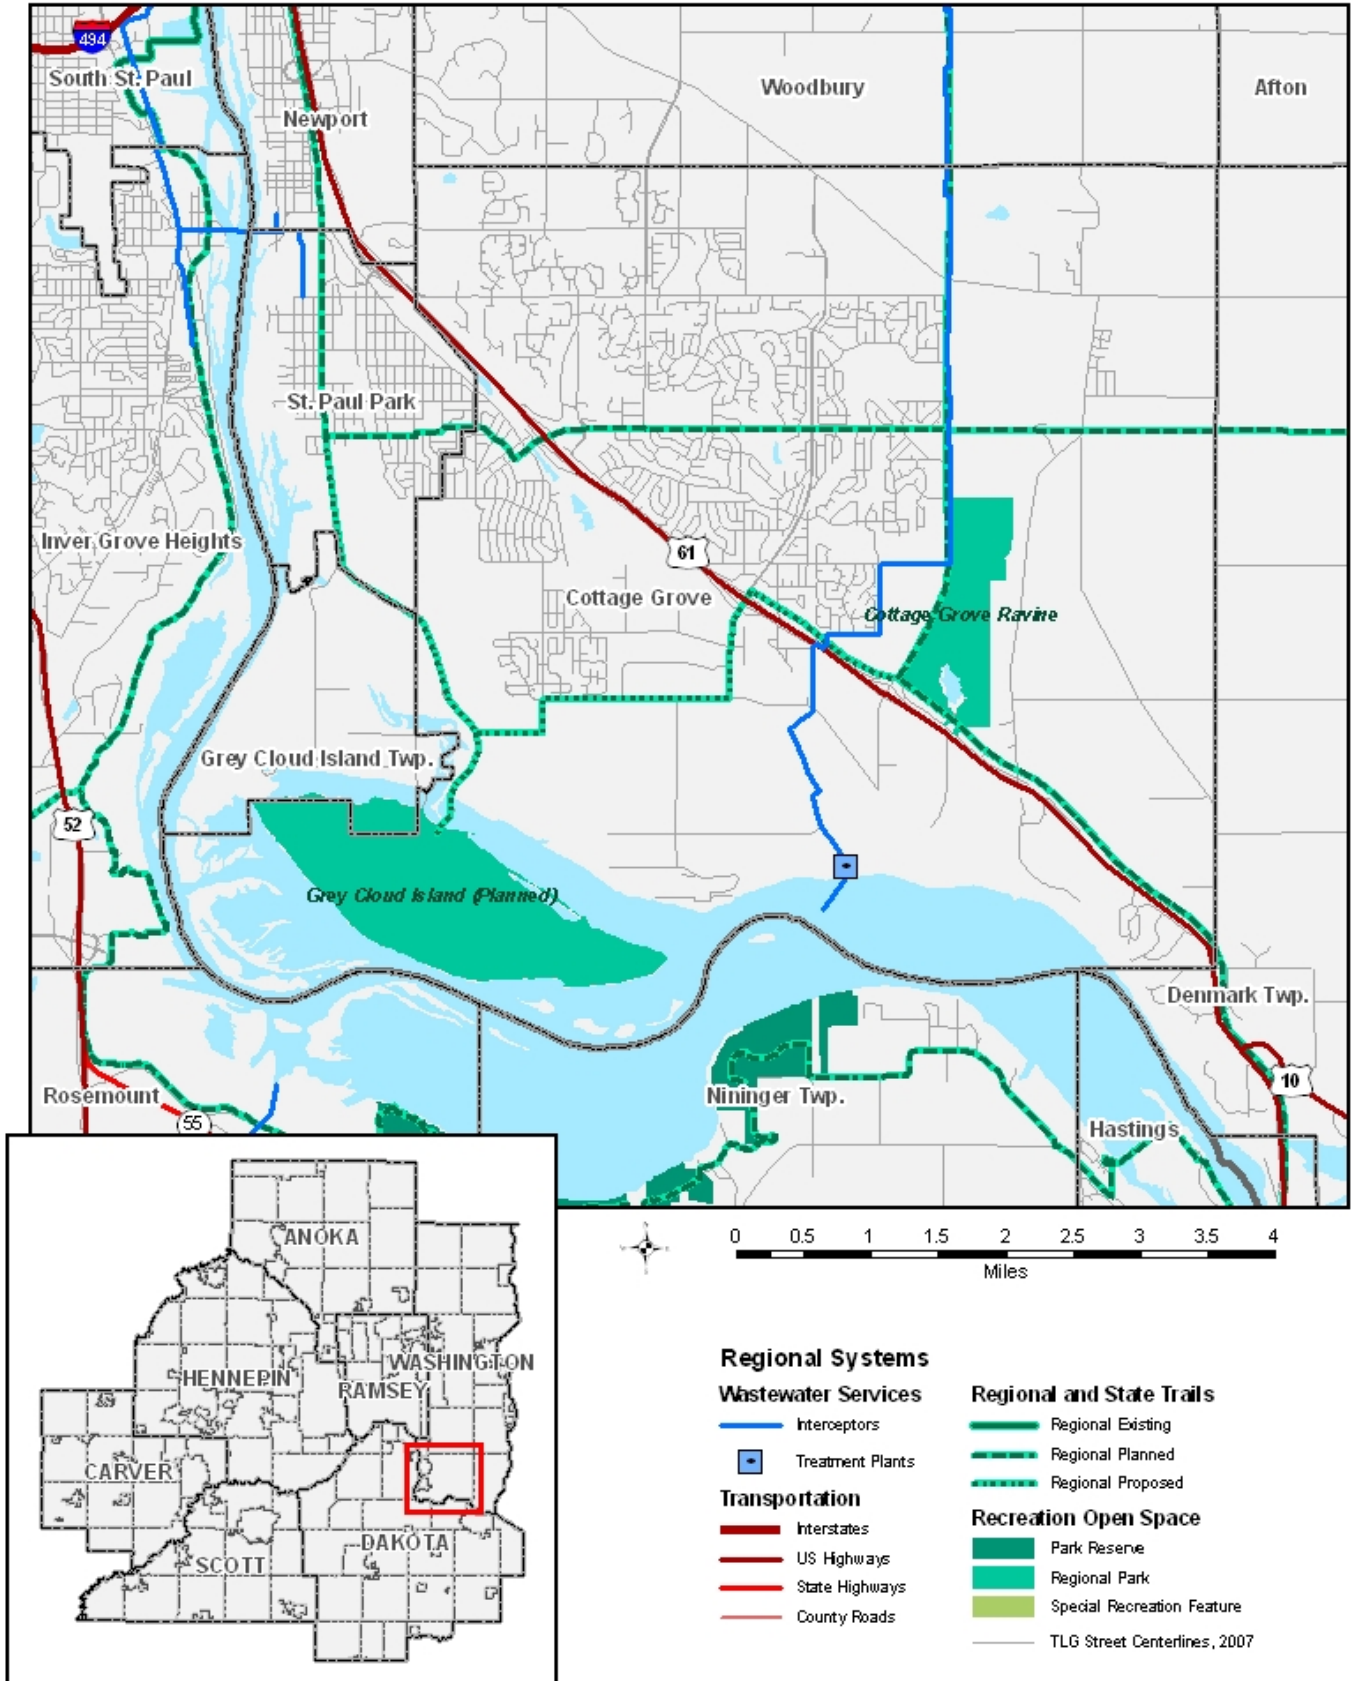 494
South St. Paul
Newport
Woodbury
Afton
St. Paul Park
Inver Grove Heights
61
Cottage Grove
Cottage Grove Ravine
Grey Cloud Island Twp.
52
Grey Cloud Island (Planned)
Denmark Twp.
10
Rosemount
55
Nininger Twp.
Hastings
0 0.5 1 1.5 2 2.5 3 3.5 4
Miles
ANOKA
HENNEPIN
WASHINGTON
RAMSEY
CARVER
DAKOTA
SCOTT
Regional Systems
Wastewater Services
Interceptors
Treatment Plants
Transportation
Interstates
US Highways
State Highways
County Roads
Regional and State Trails
Regional Existing
Regional Planned
Regional Proposed
Recreation Open Space
Park Reserve
Regional Park
Special Recreation Feature
TLG Street Centerlines, 2007